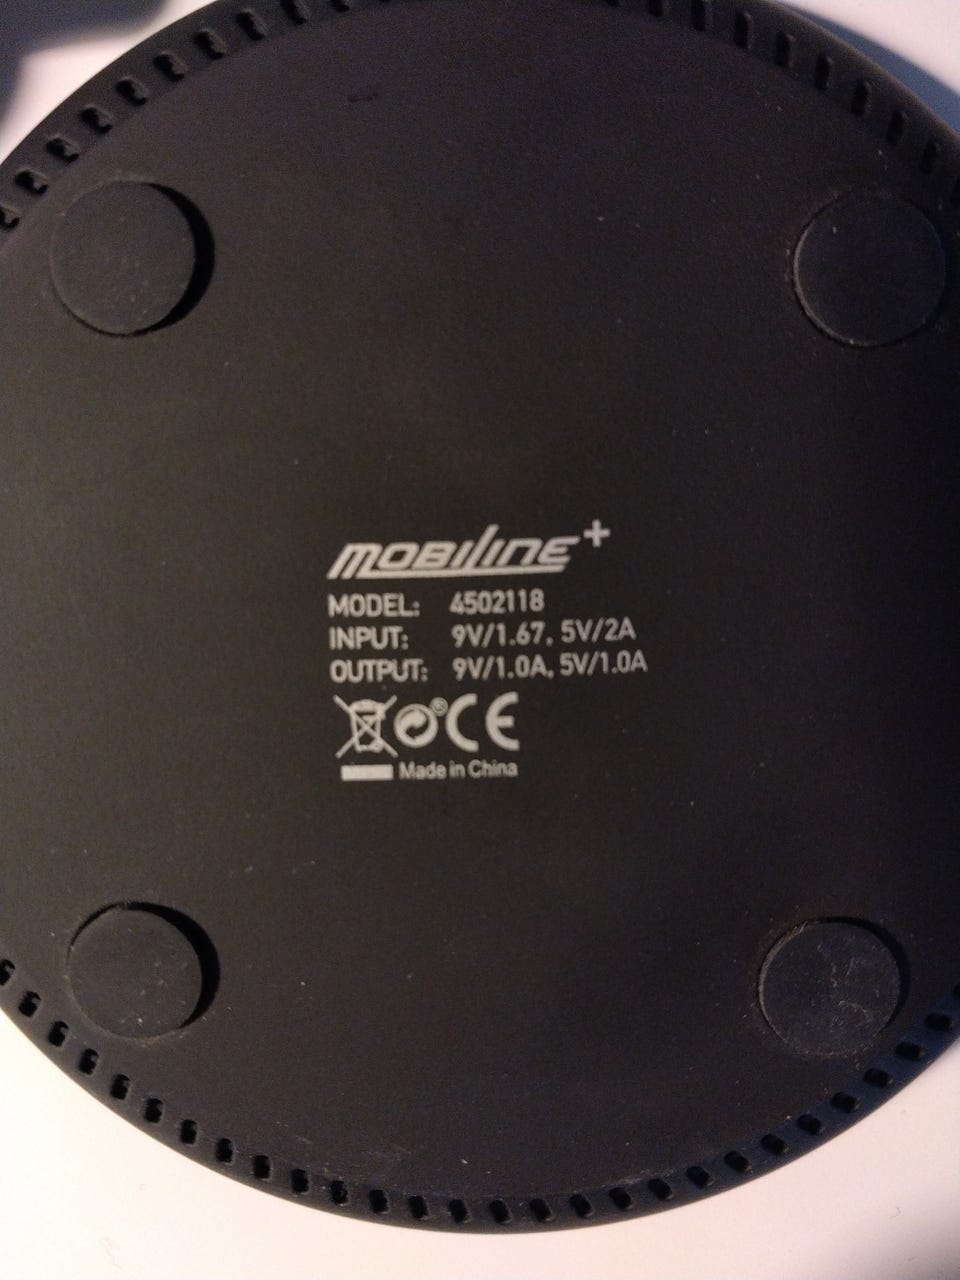 MOBILINE+
MODEL: 4502118
INPUT: 9V/1.67, 5V/2A
OUTPUT: 9V/1.0A, 5V/1.0A
® CE
Made in China